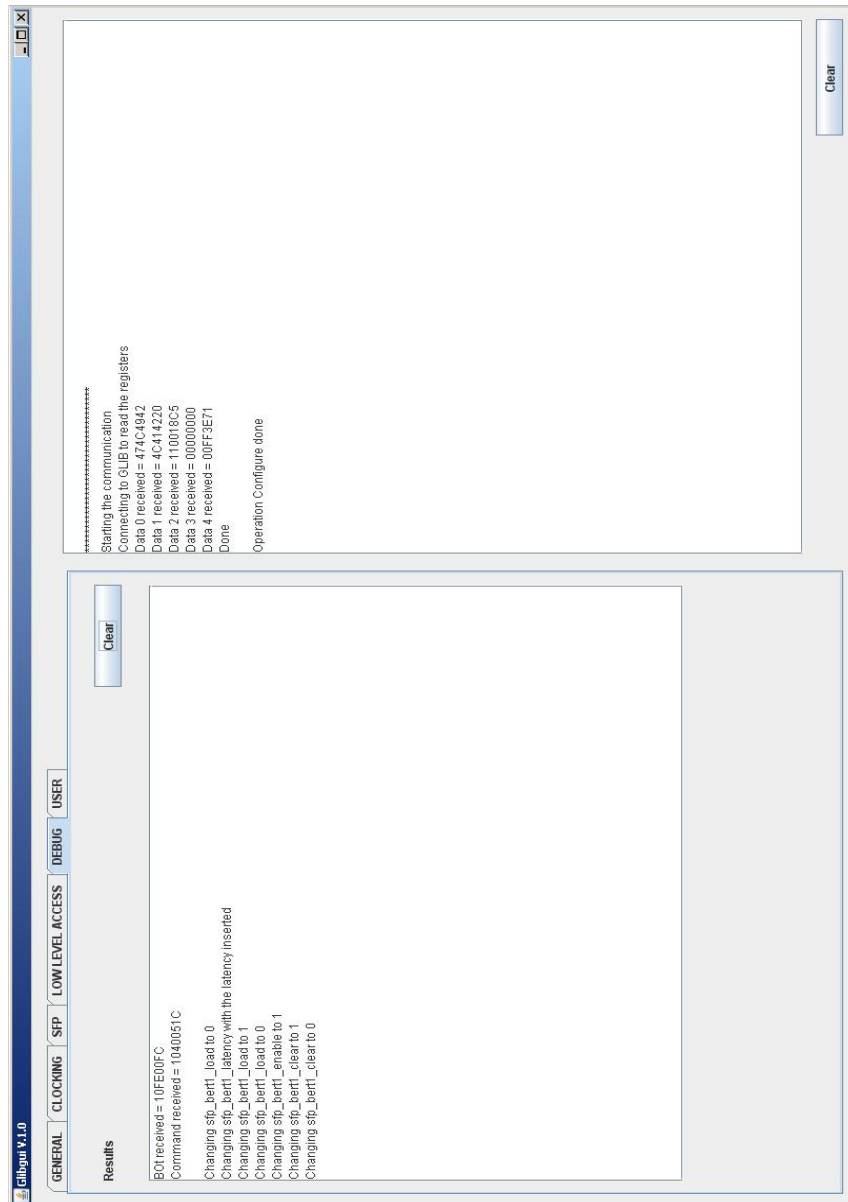 Glibgui V.1.0
GENERAL CLOCKING SFP LOW LEVEL ACCESS DEBUG USER
Results
Clear
BOt received = 10FE00FC
Command received = 1040051C
Changing sfp_bert1_load to 0
Changing sfp_bert1_latency with the latency inserted
Changing sfp_bert1_load to 1
Changing sfp_bert1_load to 0
Changing sfp_bert1_enable to 1
Changing sfp_bert1_clear to 1
Changing sfp_bert1_clear to 0
Starting the communication
Connecting to GLIB to read the registers
Data 0 received = 474C4942
Data 1 received = 4C414220
Data 2 received = 110018C5
Data 3 received = 00000000
Data 4 received = 00FF3E71
Done
Operation Configure done
Clear